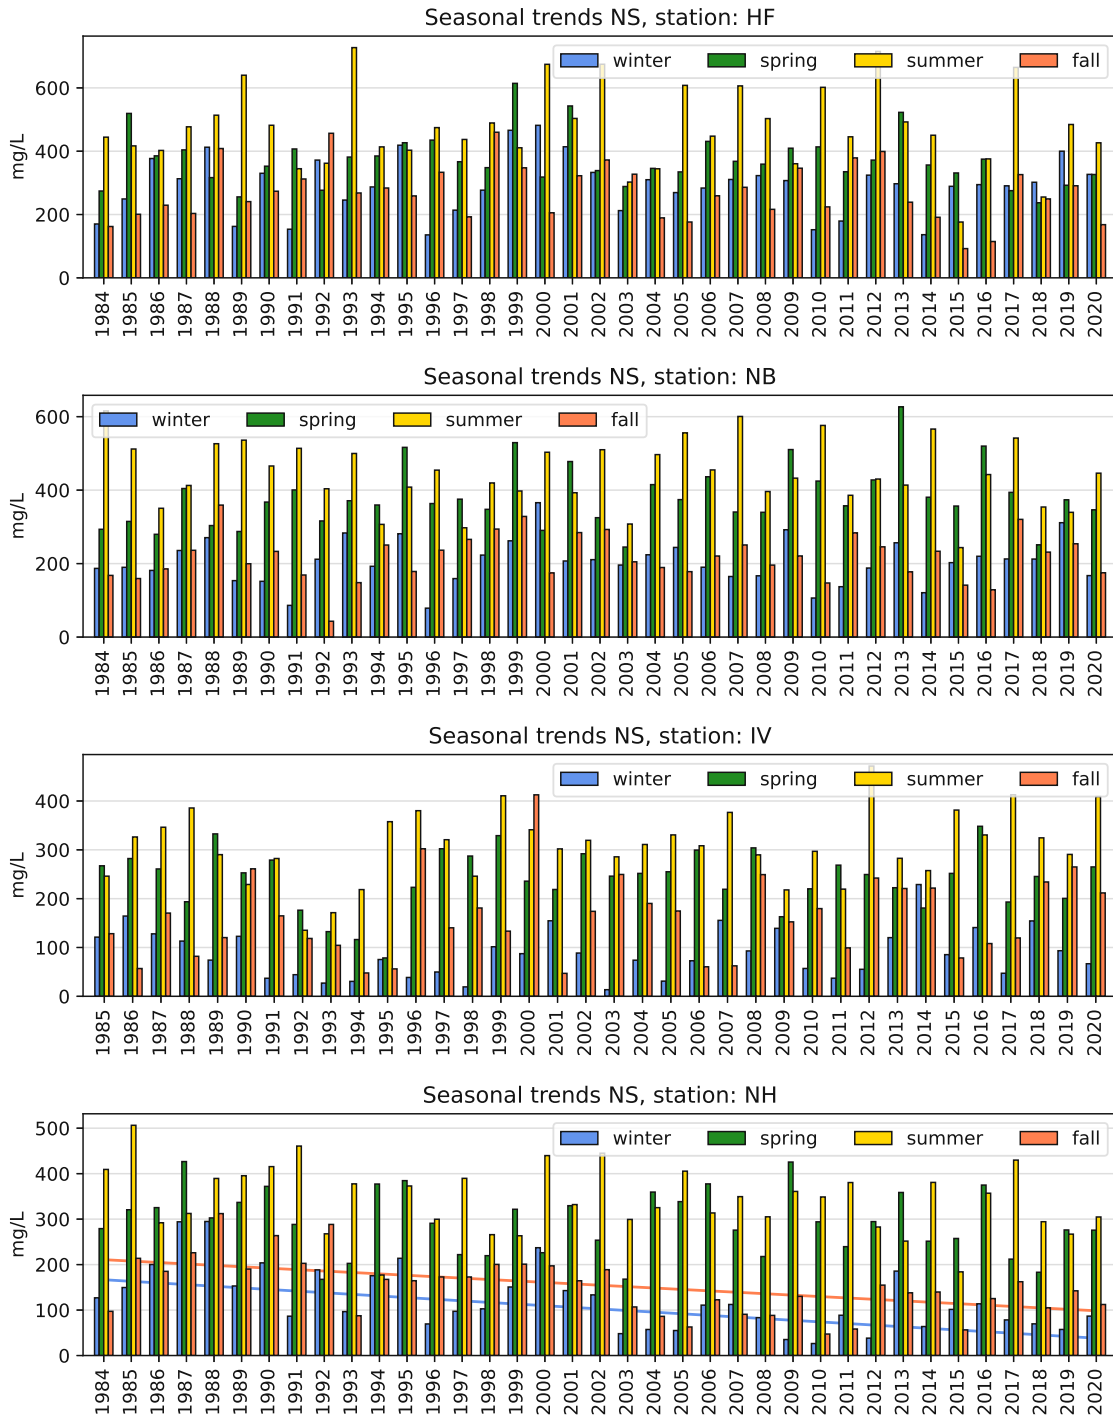 Seasonal trends NS, station: HF
winter spring summer fall
mg/L
600
400
200
0
1984 1985 1986 1987 1988 1989 1990 1991 1992 1993 1994 1995 1996 1997 1998 1999 2000 2001 2002 2003 2004 2005 2006 2007 2008 2009 2010 2011 2012 2013 2014 2015 2016 2017 2018 2019 2020
Seasonal trends NS, station: NB
winter spring summer fall
mg/L
600
400
200
0
1984 1985 1986 1987 1988 1989 1990 1991 1992 1993 1994 1995 1996 1997 1998 1999 2000 2001 2002 2003 2004 2005 2006 2007 2008 2009 2010 2011 2012 2013 2014 2015 2016 2017 2018 2019 2020
Seasonal trends NS, station: IV
winter spring summer fall
mg/L
400
300
200
100
0
1985 1986 1987 1988 1989 1990 1991 1992 1993 1994 1995 1996 1997 1998 1999 2000 2001 2002 2003 2004 2005 2006 2007 2008 2009 2010 2011 2012 2013 2014 2015 2016 2017 2018 2019 2020
Seasonal trends NS, station: NH
winter spring summer fall
mg/L
500
400
300
200
100
0
1984 1985 1986 1987 1988 1989 1990 1991 1992 1993 1994 1995 1996 1997 1998 1999 2000 2001 2002 2003 2004 2005 2006 2007 2008 2009 2010 2011 2012 2013 2014 2015 2016 2017 2018 2019 2020